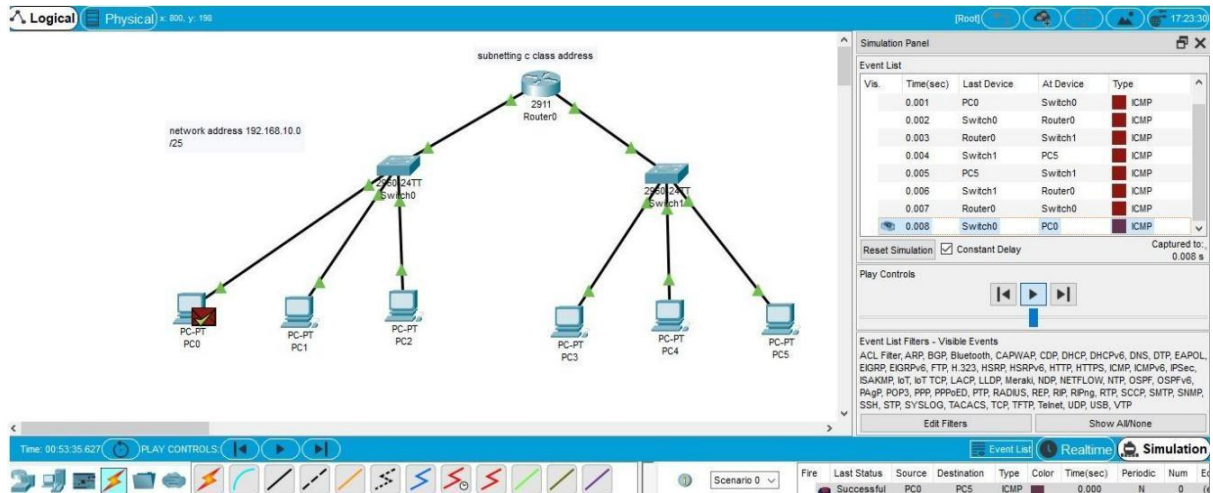 Logical
Physical
x: 800, y: 198
[Root]
17:23:30
subnetting c class address
2911
Router0
network address 192.168.10.0
/25
2960-24TT
Switch0
2960-24TT
Switch1
PC-PT
PC0
PC-PT
PC1
PC-PT
PC2
PC-PT
PC3
PC-PT
PC4
PC-PT
PC5
Simulation Panel
Event List
Vis. Time(sec) Last Device At Device Type
0.001 PC0 Switch0 ICMP
0.002 Switch0 Router0 ICMP
0.003 Router0 Switch1 ICMP
0.004 Switch1 PC5 ICMP
0.005 PC5 Switch1 ICMP
0.006 Switch1 Router0 ICMP
0.007 Router0 Switch0 ICMP
0.008 Switch0 PC0 ICMP
Reset Simulation Constant Delay Captured to:
0.008 s
Play Controls
Event List Filters - Visible Events
ACL Filter, ARP, BGP, Bluetooth, CAPWAP, CDP, DHCP, DHCPv6, DNS, DTP, EAPOL,
EIGRP, EIGRPv6, FTP, H.323, HSRP, HSRPv6, HTTP, HTTPS, ICMP, ICMPv6, IPSec,
ISAKMP, IoT, IoT TCP, LACP, LLDP, Meraki, NDP, NETFLOW, NTP, OSPF, OSPFv6,
PAgP, POP3, PPP, PPPoED, PTP, RADIUS, REP, RIP, RIPng, RTP, SCCP, SMTP, SNMP,
SSH, STP, SYSLOG, TACACS, TCP, TFTP, Telnet, UDP, USB, VTP
Edit Filters Show All/None
Time: 00:53:35.627 PLAY CONTROLS: Event List Realtime Simulation
Scenario 0
Fire Last Status Source Destination Type Color Time(sec) Periodic Num
Successful PC0 PC5 ICMP 0.000 N 0